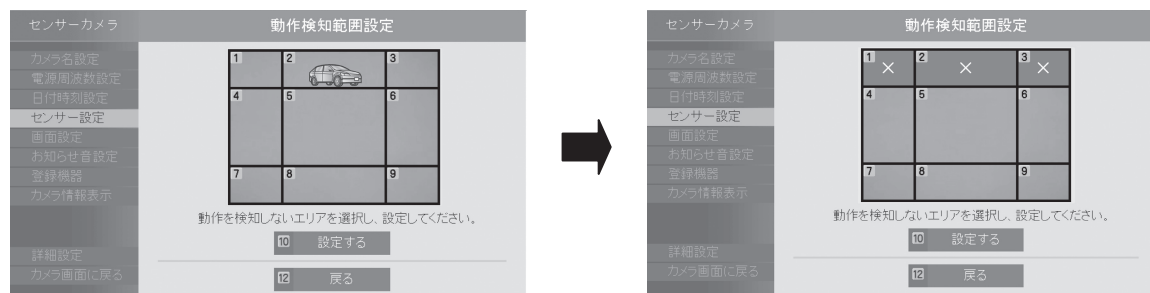 センサーカメラ
動作検知範囲設定
カメラ名設定
電源周波数設定
日付時刻設定
センサー設定
画面設定
お知らせ音設定
登録機器
カメラ情報表示
詳細設定
カメラ画面に戻る
1 2 3
4 5 6
7 8 9
動作を検知しないエリアを選択し、設定してください。
10 設定する
12 戻る
センサーカメラ
動作検知範囲設定
カメラ名設定
電源周波数設定
日付時刻設定
センサー設定
画面設定
お知らせ音設定
登録機器
カメラ情報表示
詳細設定
カメラ画面に戻る
1 2 3
× × ×
4 5 6
7 8 9
動作を検知しないエリアを選択し、設定してください。
10 設定する
12 戻る